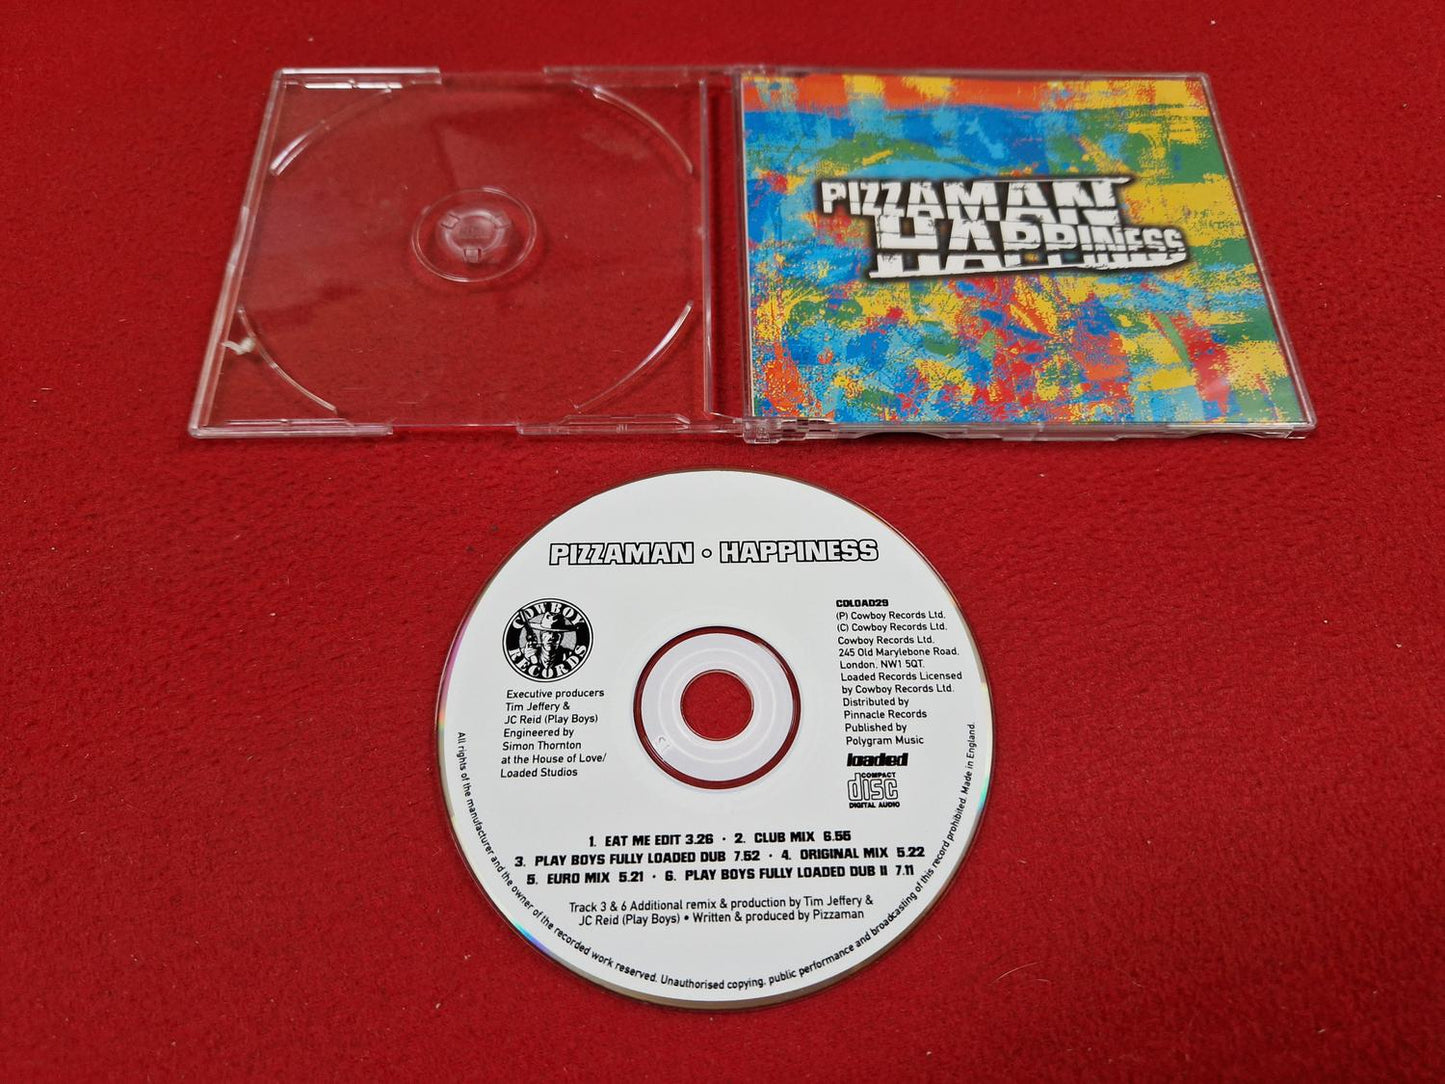 PIZZAMAN
HAPPINESS
PIZZAMAN HAPPINESS
COWBOY
RECORDS
Executive producers
Tim Jeffery &
JC Reid (Play Boys)
Engineered by
Simon Thornton
at the House of Love/
Loaded Studios
CDLOAD29
(P) Cowboy Records Ltd.
(C) Cowboy Records Ltd.
Cowboy Records Ltd.
245 Old Marylebone Road,
London, NW1 5QT.
Loaded Records Licensed
by Cowboy Records Ltd.
Distributed by
Pinnacle Records
Published by
Polygram Music
loaded
COMPACT
disc
DIGITAL AUDIO
1. EAT ME EDIT 3.26 · 2. CLUB MIX 6.55
3. PLAY BOYS FULLY LOADED DUB 7.52 · 4. ORIGINAL MIX 5.22
5. EURO MIX 5.21 · 6. PLAY BOYS FULLY LOADED DUB II 7.11
Track 3 & 6 Additional remix & production by Tim Jeffery &
JC Reid (Play Boys) • Written & produced by Pizzaman
All rights of the manufacturer and the owner of the recorded work reserved. Unauthorised copying, public performance and broadcasting of this record prohibited. Made in England.